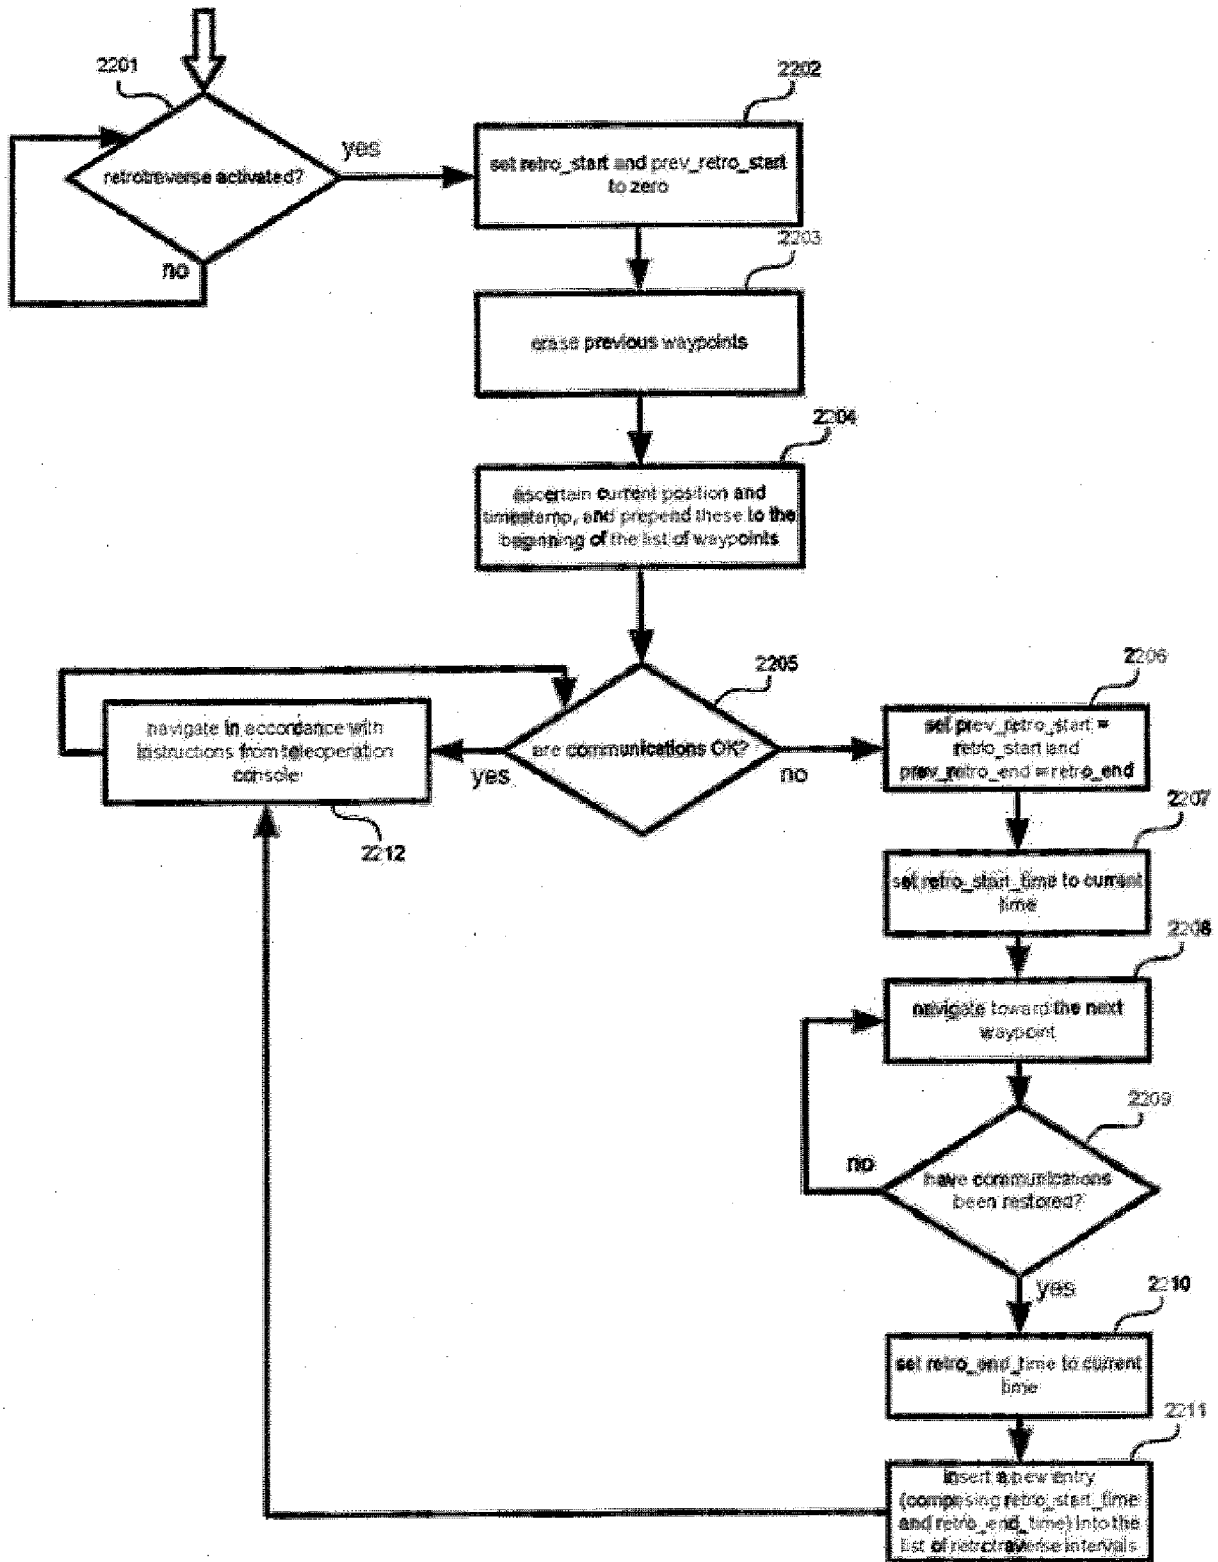 2201
retrotraverse activated?
yes
no
2202
set retro_start and prev_retro_start
to zero
2203
erase previous waypoints
2204
ascertain current position and
timestamp, and prepend these to the
beginning of the list of waypoints
2205
are communications OK?
yes
no
navigate in accordance with
instructions from teleoperation
console
2212
2206
set prev_retro_start =
retro_start and
prev_retro_end = retro_end
2207
set retro_start_time to current
time
2208
navigate toward the next
waypoint
2209
have communications
been restored?
no
yes
2210
set retro_end_time to current
time
2211
insert a new entry
(comprising retro_start_time
and retro_end_time) into the
list of retrotraverse intervals